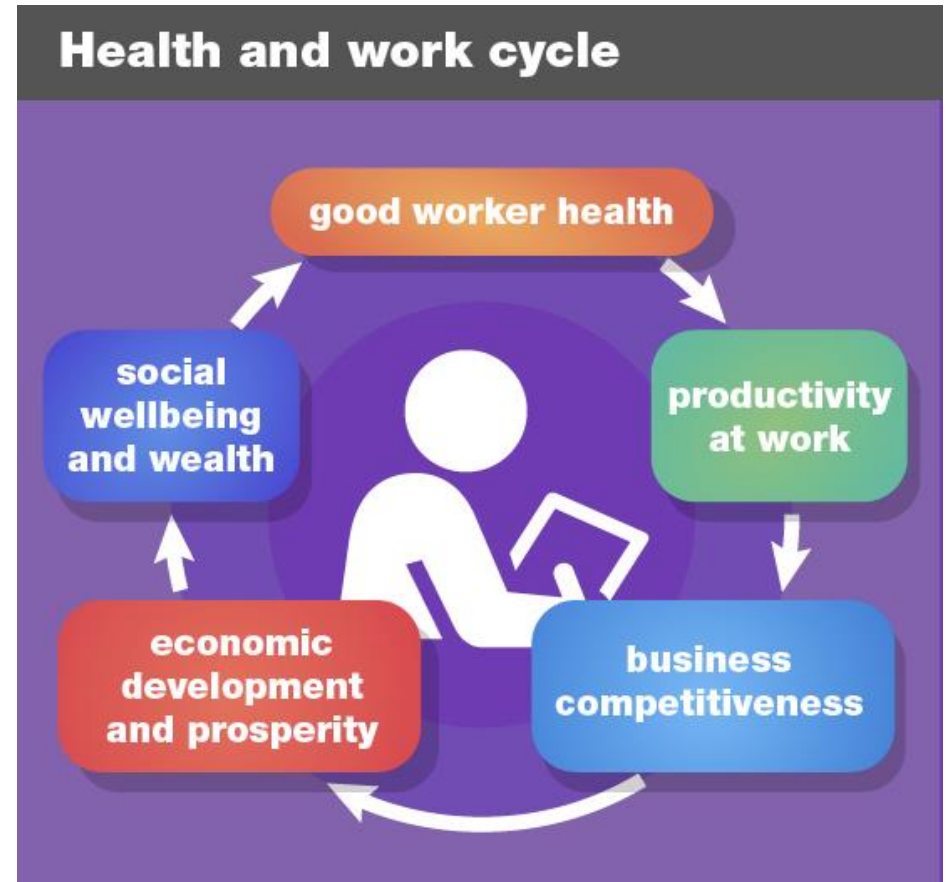 Health and work cycle
good worker health
productivity
at work
business
competitiveness
economic
development
and prosperity
social
wellbeing
and wealth